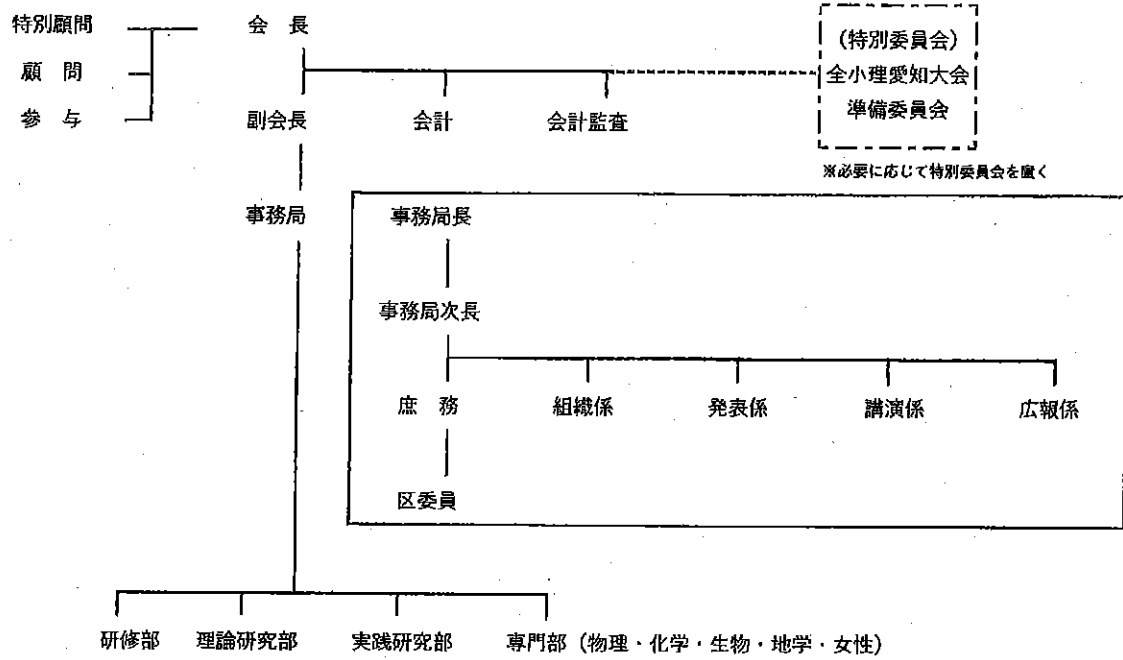 特別顧問 会 長
顧 問
参 与
副会長 会計 会計監査
(特別委員会)
全小理愛知大会
準備委員会
※必要に応じて特別委員会を置く
事務局
事務局長
事務局次長
庶 務 組織係 発表係 講演係 広報係
区委員
研修部 理論研究部 実践研究部 専門部(物理・化学・生物・地学・女性)